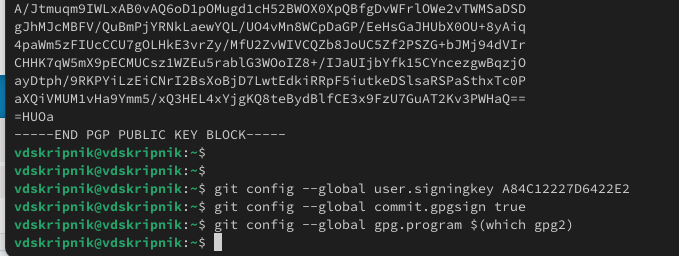 A/Jtmuqm9IWLxAB0vAQ6oD1pOMugd1cH52BWOX0XpQBfgDvWFrlOWe2vTWMSaDSD
gJhMJcMBFV/QuBmPjYRNkLaewYQL/UO4vMn8WCpDaGP/EeHsGaJHUbX0OU+8yAiq
4paWm5zFIUcCCU7gOLHkE3vrZy/MfU2ZvWIVCQZb8JoUC5Zf2PSZG+bJMj94dVIr
CHHK7qW5mX9pECMUCsz1WZEu5rablG3WOoIZ8+/IJaUIjbYfk15CYncezgwBqzjO
ayDtph/9RKPYiLzEiCNrI2BsXoBjD7LwtEdkiRRpF5iutkeDSlsaRSPaSthxTc0P
aXQiVMUM1vHa9Ymm5/xQ3HEL4xYjgKQ8teBydBlfCE3x9FzU7GuAT2Kv3PWHaQ==
=HUOa
-----END PGP PUBLIC KEY BLOCK-----
vdskripnik@vdskripnik:~$
vdskripnik@vdskripnik:~$
vdskripnik@vdskripnik:~$ git config --global user.signingkey A84C12227D6422E2
vdskripnik@vdskripnik:~$ git config --global commit.gpgsign true
vdskripnik@vdskripnik:~$ git config --global gpg.program $(which gpg2)
vdskripnik@vdskripnik:~$